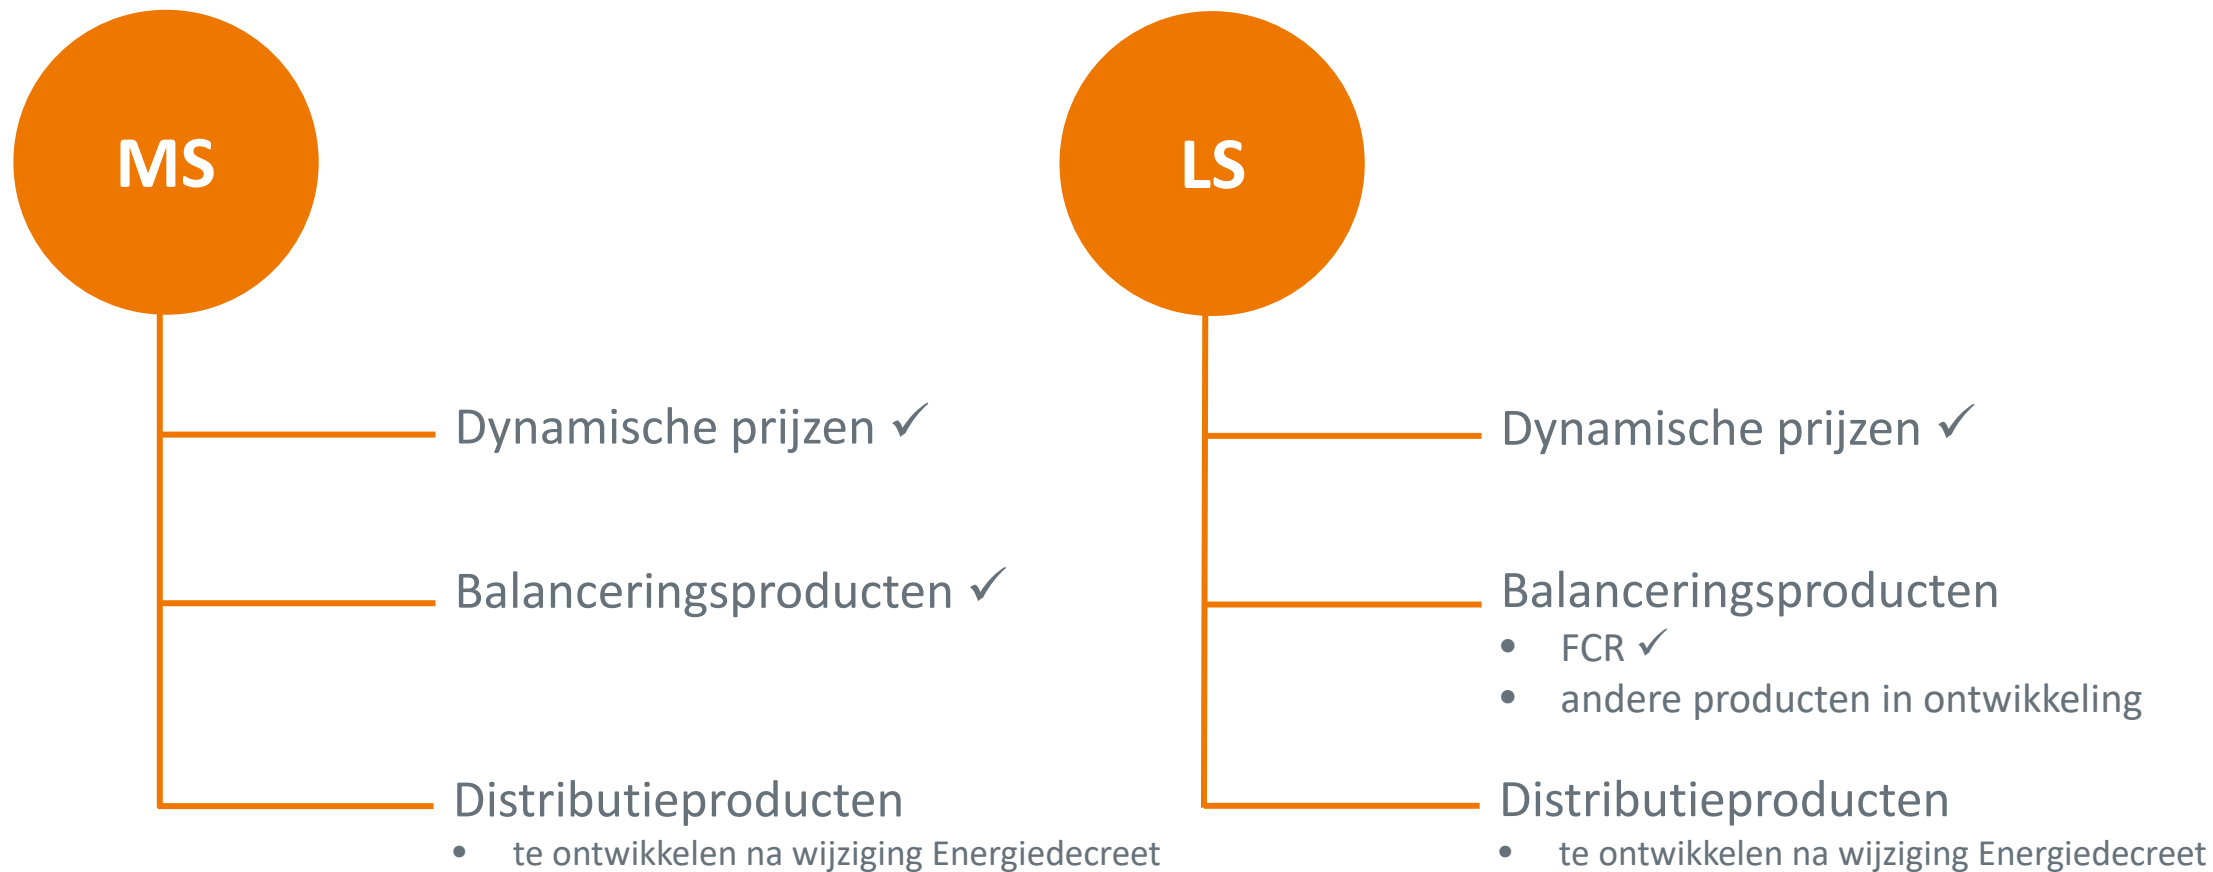 MS
Dynamische prijzen ✓
Balanceringsproducten ✓
Distributieproducten
• te ontwikkelen na wijziging Energiedecreet
LS
Dynamische prijzen ✓
Balanceringsproducten
• FCR ✓
• andere producten in ontwikkeling
Distributieproducten
• te ontwikkelen na wijziging Energiedecreet